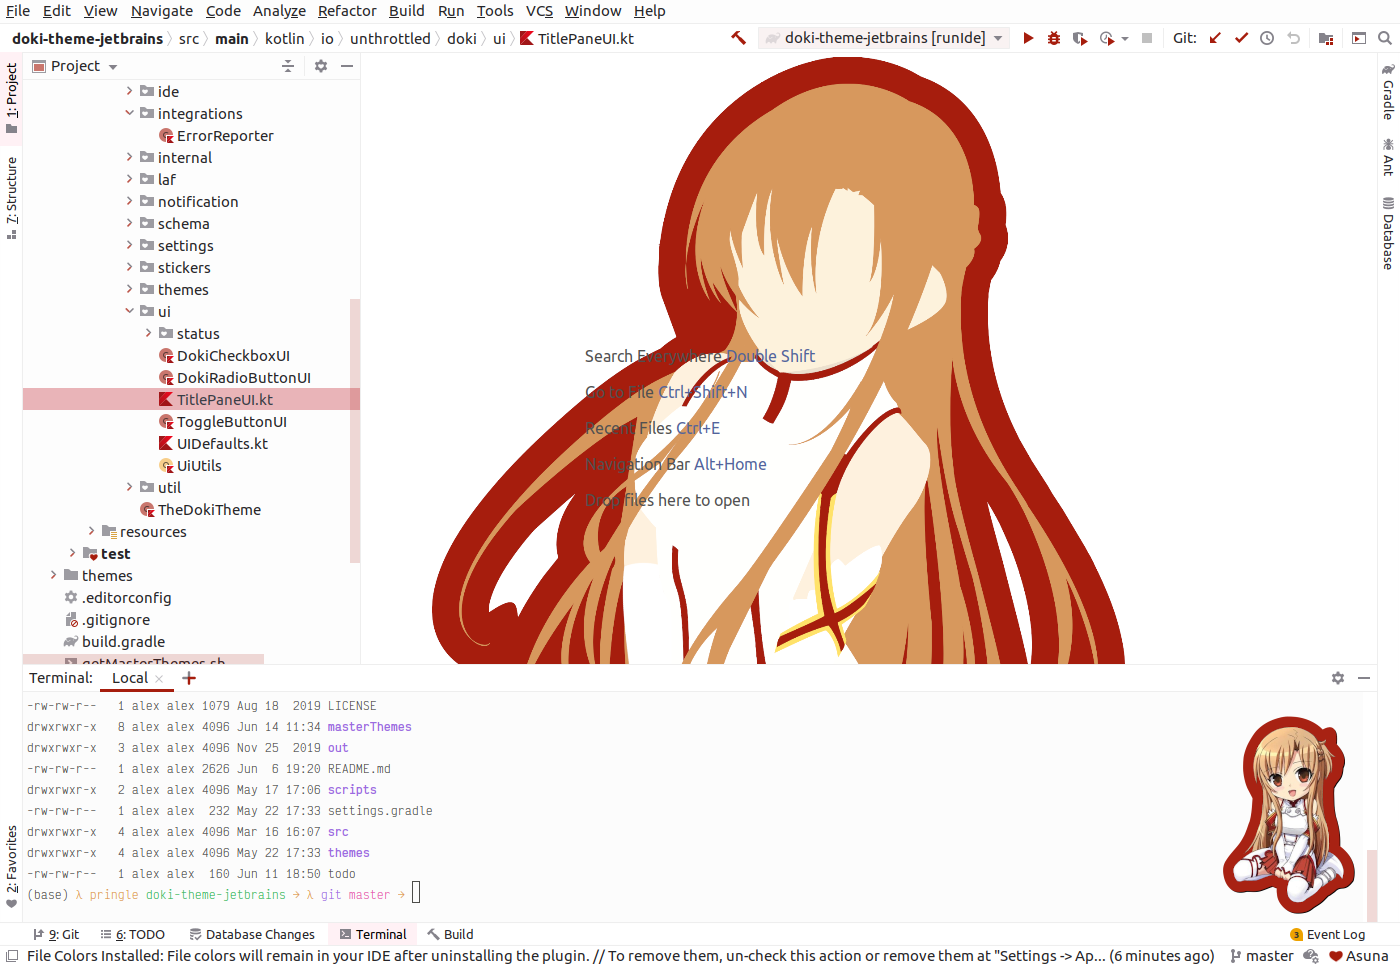 File Edit View Navigate Code Analyze Refactor Build Run Tools VCS Window Help
doki-theme-jetbrains src main kotlin io unthrottled doki ui TitlePaneUI.kt doki-theme-jetbrains [runIde] Git:
1: Project
7: Structure
2: Favorites
Project
ide
integrations
ErrorReporter
internal
laf
notification
schema
settings
stickers
themes
ui
status
DokiCheckboxUI
DokiRadioButtonUI
TitlePaneUI.kt
ToggleButtonUI
UIDefaults.kt
UiUtils
util
TheDokiTheme
resources
test
themes
.editorconfig
.gitignore
build.gradle
getMasterThemes.sh
Search Everywhere Double Shift
Go to File Ctrl+Shift+N
Recent Files Ctrl+E
Navigation Bar Alt+Home
Drop files here to open
Gradle
Ant
Database
Terminal: Local
-rw-rw-r-- 1 alex alex 1079 Aug 18 2019 LICENSE
drwxrwxr-x 8 alex alex 4096 Jun 14 11:34 masterThemes
drwxrwxr-x 3 alex alex 4096 Nov 25 2019 out
-rw-rw-r-- 1 alex alex 2626 Jun 6 19:20 README.md
drwxrwxr-x 2 alex alex 4096 May 17 17:06 scripts
-rw-rw-r-- 1 alex alex 232 May 22 17:33 settings.gradle
drwxrwxr-x 4 alex alex 4096 Mar 16 16:07 src
drwxrwxr-x 4 alex alex 4096 May 22 17:33 themes
-rw-rw-r-- 1 alex alex 160 Jun 11 18:50 todo
(base) λ pringle doki-theme-jetbrains → λ git master →
9: Git 6: TODO Database Changes Terminal Build 3 Event Log
File Colors Installed: File colors will remain in your IDE after uninstalling the plugin. // To remove them, un-check this action or remove them at "Settings -> Ap... (6 minutes ago) master Asuna